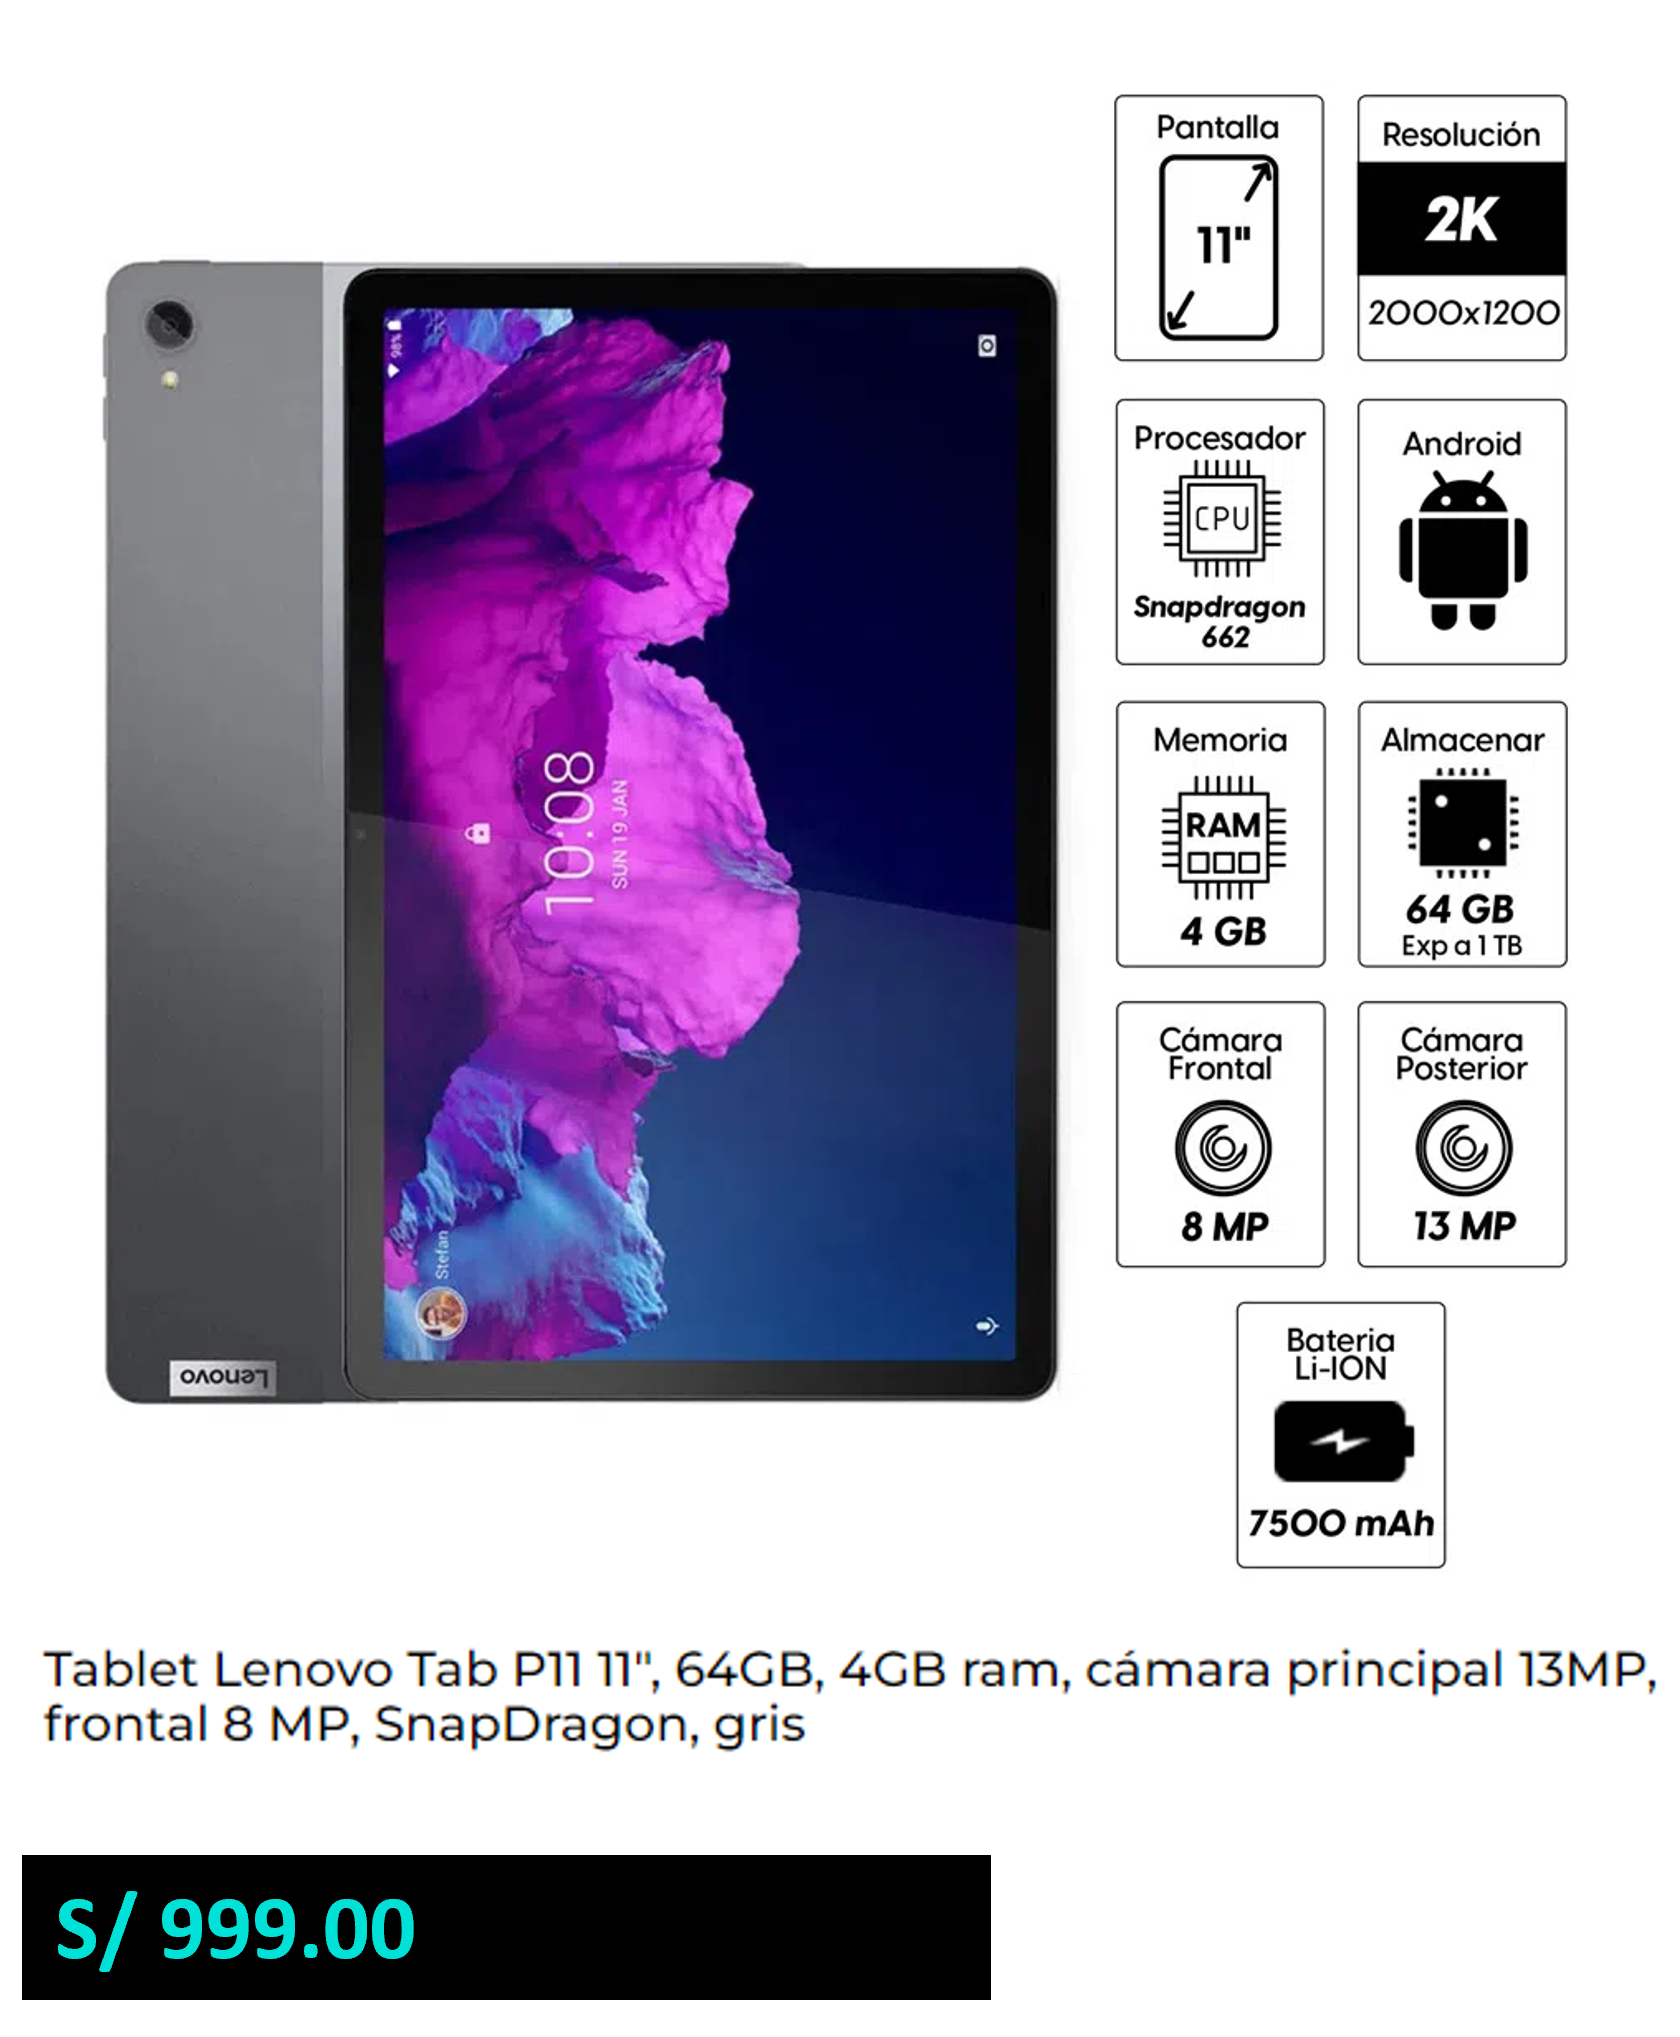 Pantalla
11"
Resolución
2K
2000x1200
Procesador
CPU
Snapdragon
662
Android
Memoria
RAM
4 GB
Almacenar
64 GB
Exp a 1 TB
Cámara
Frontal
8 MP
Cámara
Posterior
13 MP
Bateria
Li-ION
7500 mAh
98%
10:08
SUN 19 JAN
Stefan
Lenovo
Tablet Lenovo Tab P11 11", 64GB, 4GB ram, cámara principal 13MP,
frontal 8 MP, SnapDragon, gris
S/ 999.00